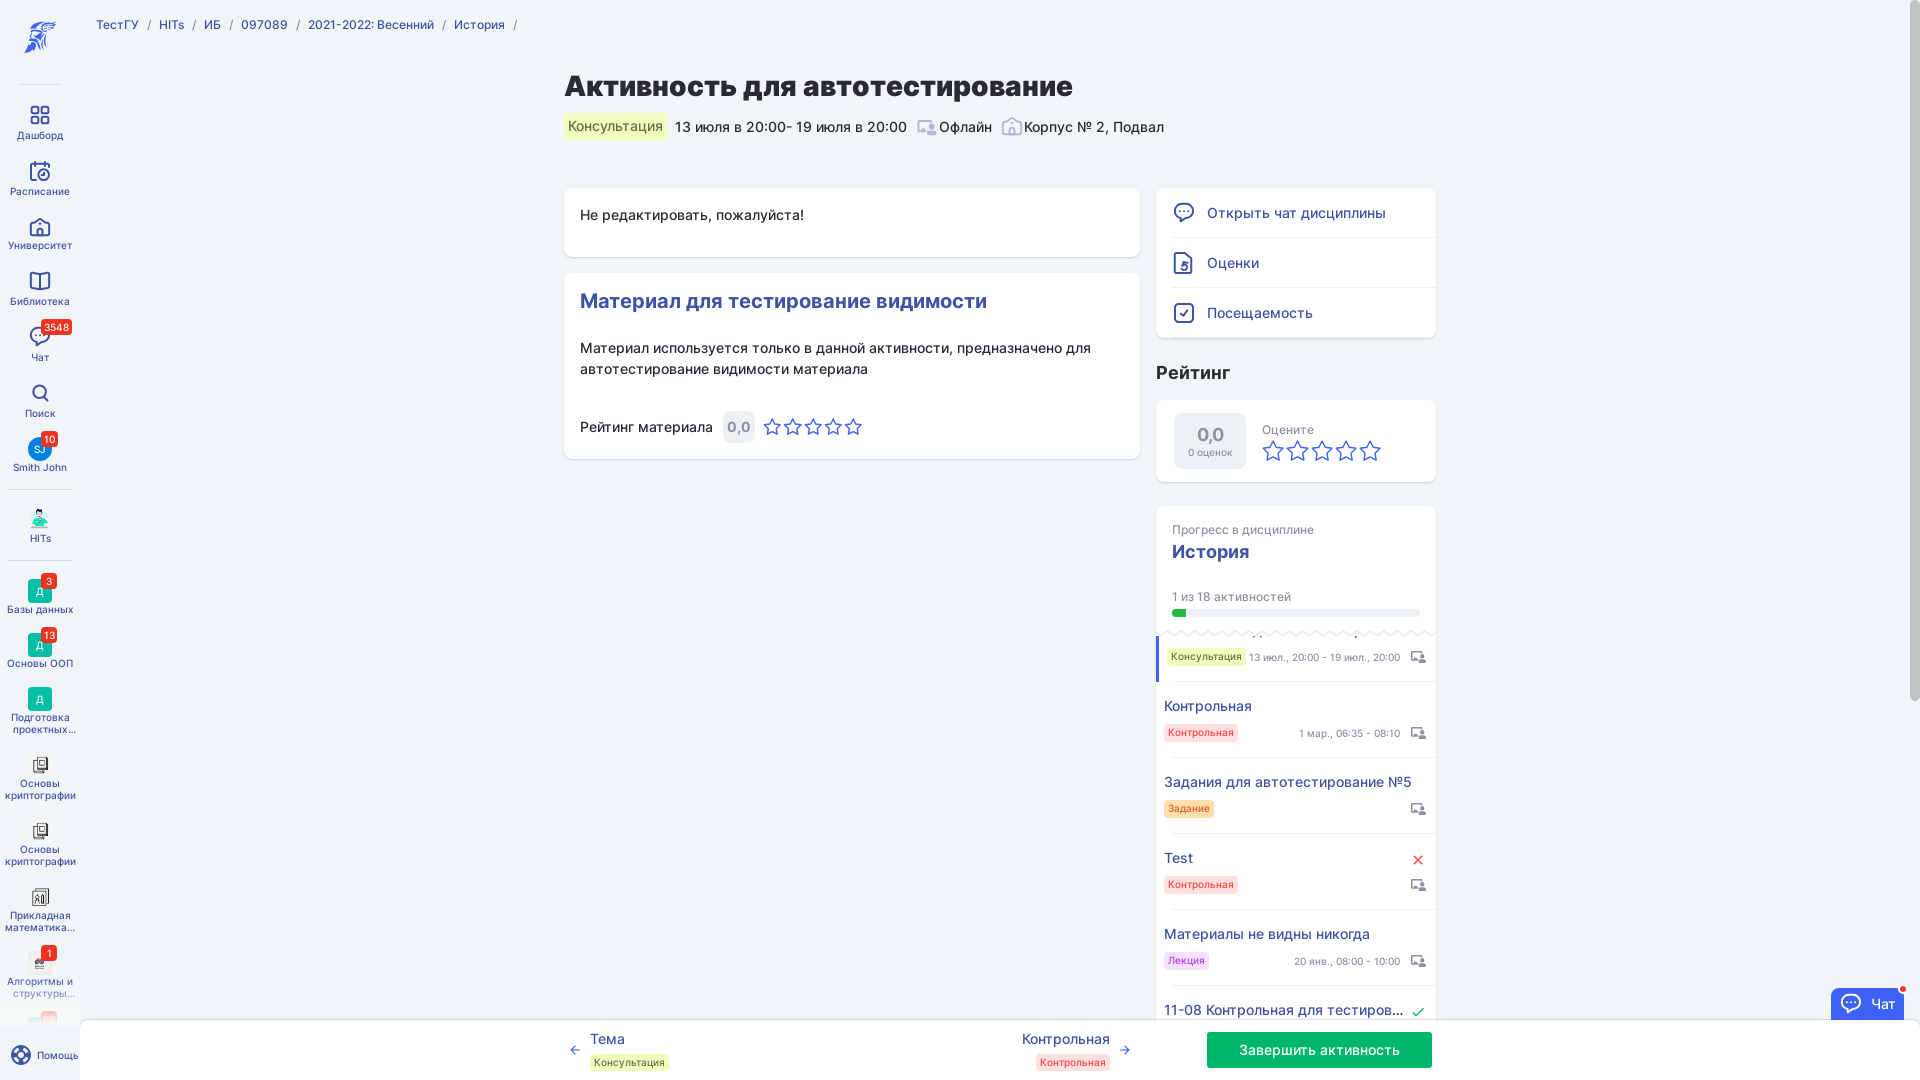 ТестГУ / HITs / ИБ / 097089 / 2021-2022: Весенний / История /
Дашборд
Расписание
Университет
Библиотека
3548
Чат
Поиск
10
SJ
Smith John
HITs
3
Д
Базы данных
13
Д
Основы ООП
Д
Подготовка
проектных...
Основы
криптографии
Основы
криптографии
Прикладная
математика...
1
Алгоритмы и
структуры...
Помощь
Активность для автотестирование
Консультация 13 июля в 20:00- 19 июля в 20:00 Офлайн Корпус № 2, Подвал
Не редактировать, пожалуйста!
Материал для тестирование видимости
Материал используется только в данной активности, предназначено для
автотестирование видимости материала
Рейтинг материала 0,0
Открыть чат дисциплины
Оценки
Посещаемость
Рейтинг
0,0
0 оценок
Оцените
Прогресс в дисциплине
История
1 из 18 активностей
Консультация 13 июл., 20:00 - 19 июл., 20:00
Контрольная
Контрольная 1 мар., 06:35 - 08:10
Задания для автотестирование №5
Задание
Test
Контрольная
Материалы не видны никогда
Лекция 20 янв., 08:00 - 10:00
11-08 Контрольная для тестиров...
Чат
Тема
Консультация
Контрольная
Контрольная
Завершить активность